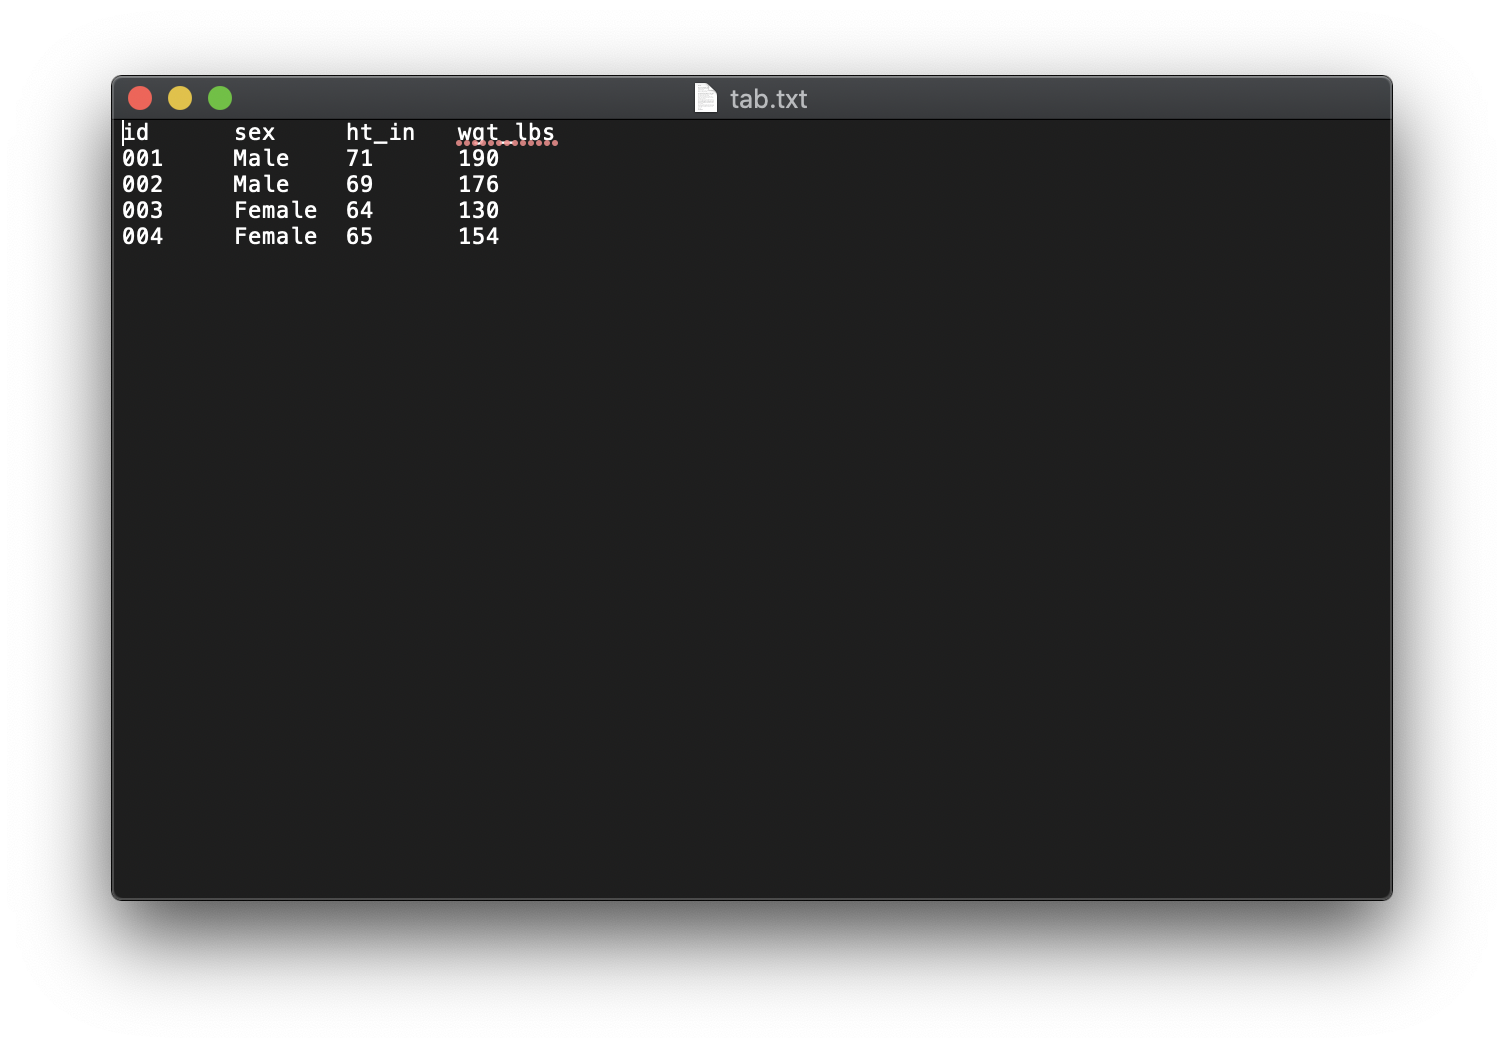 tab.txt
id	sex	ht_in	wgt_lbs
001	Male	71	190
002	Male	69	176
003	Female	64	130
004	Female	65	154